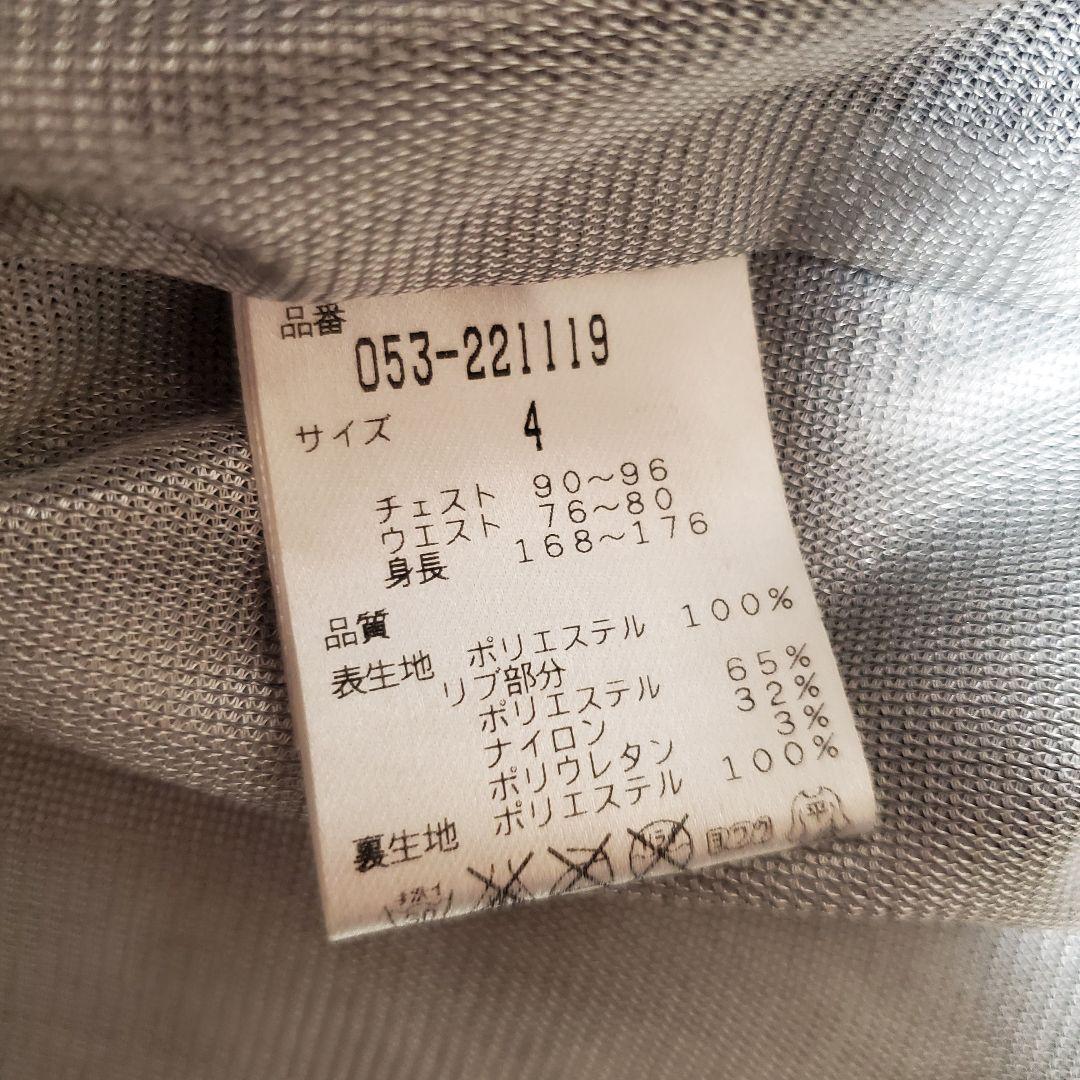 品番
053-221119
サイズ 4
チェスト 90～96
ウエスト 76～80
身長 168～176
品質
表生地 ポリエステル 100%
リブ部分
ポリエステル 65%
ナイロン 32%
ポリウレタン 3%
裏生地 ポリエステル 100%
平